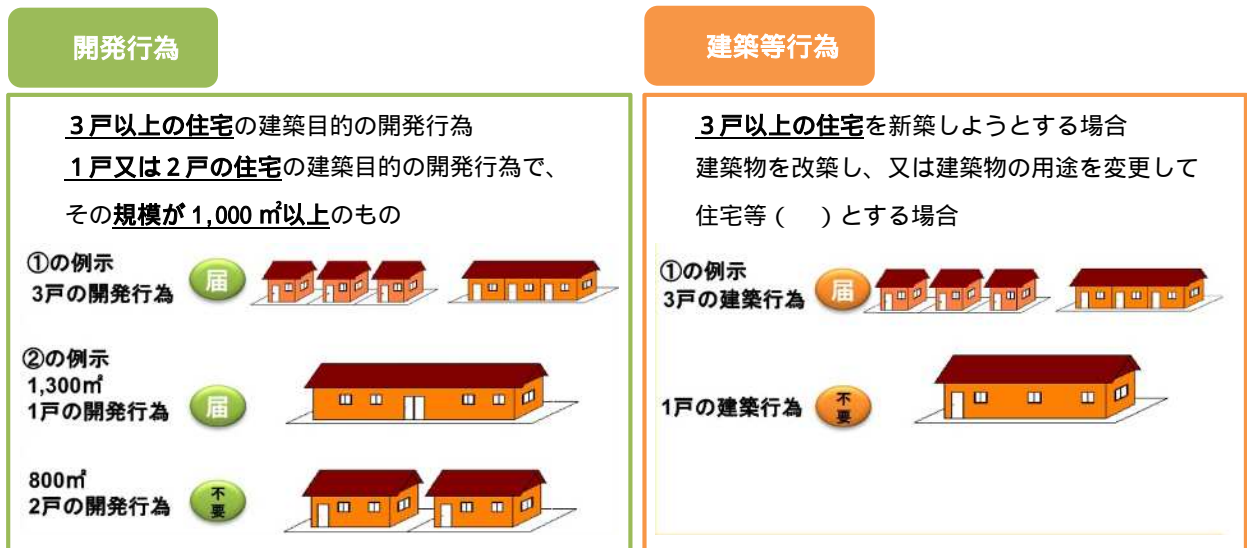 開発行為
３戸以上の住宅の建築目的の開発行為
１戸又は２戸の住宅の建築目的の開発行為で、
その規模が 1,000 ㎡以上のもの
①の例示
3戸の開発行為
届
②の例示
1,300㎡
1戸の開発行為
届
800㎡
2戸の開発行為
不要
建築等行為
３戸以上の住宅を新築しようとする場合
建築物を改築し、又は建築物の用途を変更して
住宅等（　）とする場合
①の例示
3戸の建築行為
届
1戸の建築行為
不要